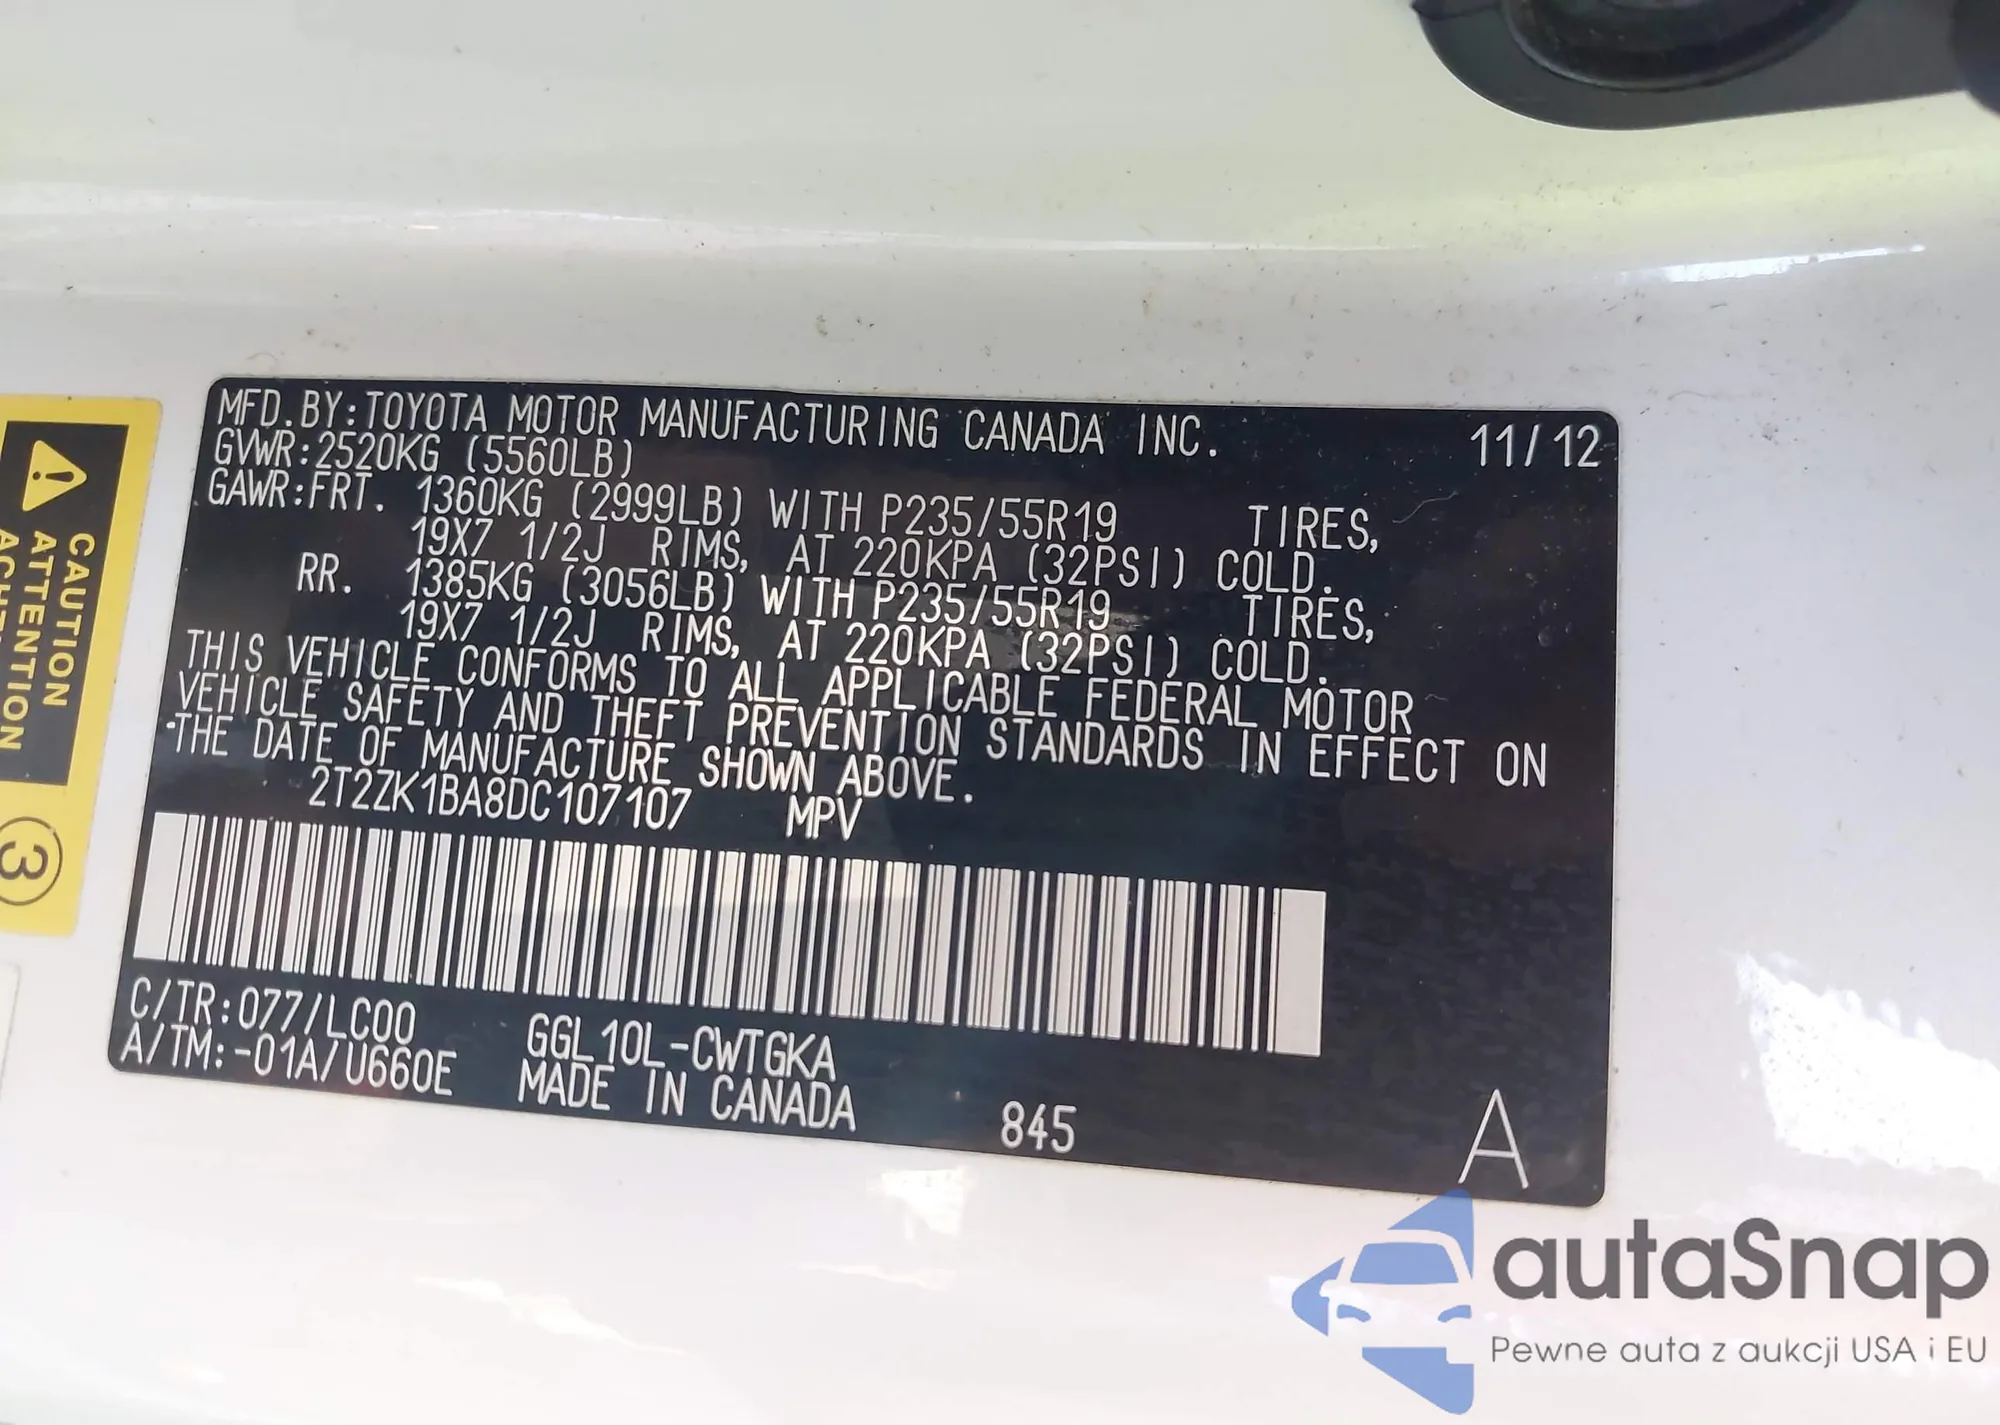 MFD.BY:TOYOTA MOTOR MANUFACTURING CANADA INC. 11/12
GVWR:2520KG (5560LB)
GAWR:FRT. 1360KG (2999LB) WITH P235/55R19 TIRES,
19X7 1/2J RIMS, AT 220KPA (32PSI) COLD.
RR. 1385KG (3056LB) WITH P235/55R19 TIRES,
19X7 1/2J RIMS, AT 220KPA (32PSI) COLD.
THIS VEHICLE CONFORMS TO ALL APPLICABLE FEDERAL MOTOR
VEHICLE SAFETY AND THEFT PREVENTION STANDARDS IN EFFECT ON
THE DATE OF MANUFACTURE SHOWN ABOVE.
2T2ZK1BA8DC107107 MPV
C/TR:077/LC00 GGL10L-CWTGKA
A/TM:-01A/U660E MADE IN CANADA 845 A
CAUTION
ATTENTION
3
autaSnap
Pewne auta z aukcji USA i EU